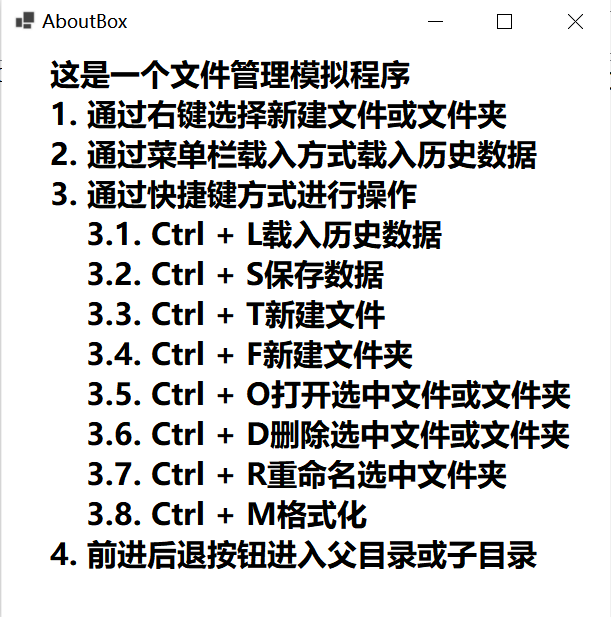 AboutBox
这是一个文件管理模拟程序
1. 通过右键选择新建文件或文件夹
2. 通过菜单栏载入方式载入历史数据
3. 通过快捷键方式进行操作
3.1. Ctrl + L载入历史数据
3.2. Ctrl + S保存数据
3.3. Ctrl + T新建文件
3.4. Ctrl + F新建文件夹
3.5. Ctrl + O打开选中文件或文件夹
3.6. Ctrl + D删除选中文件或文件夹
3.7. Ctrl + R重命名选中文件夹
3.8. Ctrl + M格式化
4. 前进后退按钮进入父目录或子目录